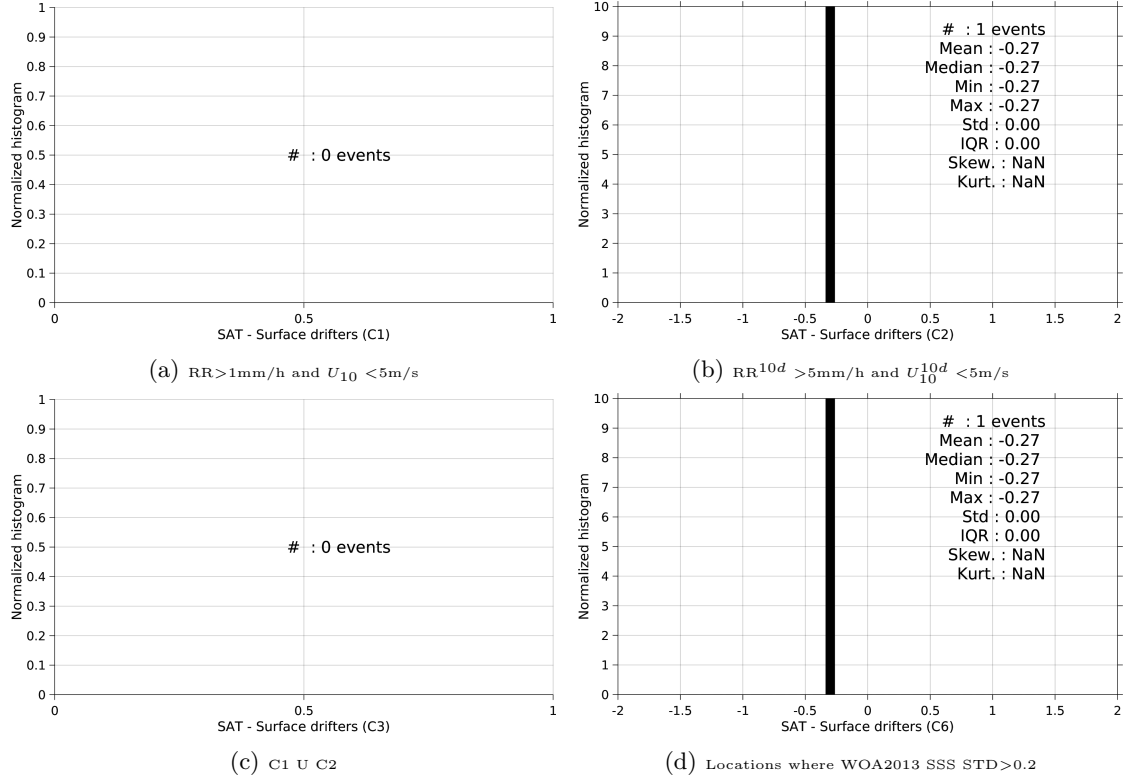 1
0.9
0.8
0.7
0.6
0.5
0.4
0.3
0.2
0.1
0
Normalized histogram
# : 0 events
0 0.5 1
SAT - Surface drifters (C1)
(a) RR>1mm/h and U10 <5m/s
10
9
8
7
6
5
4
3
2
1
0
Normalized histogram
# : 1 events
Mean : -0.27
Median : -0.27
Min : -0.27
Max : -0.27
Std : 0.00
IQR : 0.00
Skew. : NaN
Kurt. : NaN
-2 -1.5 -1 -0.5 0 0.5 1 1.5 2
SAT - Surface drifters (C2)
(b) RR^10d >5mm/h and U_10^10d <5m/s
1
0.9
0.8
0.7
0.6
0.5
0.4
0.3
0.2
0.1
0
Normalized histogram
# : 0 events
0 0.5 1
SAT - Surface drifters (C3)
(c) C1 U C2
10
9
8
7
6
5
4
3
2
1
0
Normalized histogram
# : 1 events
Mean : -0.27
Median : -0.27
Min : -0.27
Max : -0.27
Std : 0.00
IQR : 0.00
Skew. : NaN
Kurt. : NaN
-2 -1.5 -1 -0.5 0 0.5 1 1.5 2
SAT - Surface drifters (C6)
(d) Locations where WOA2013 SSS STD>0.2